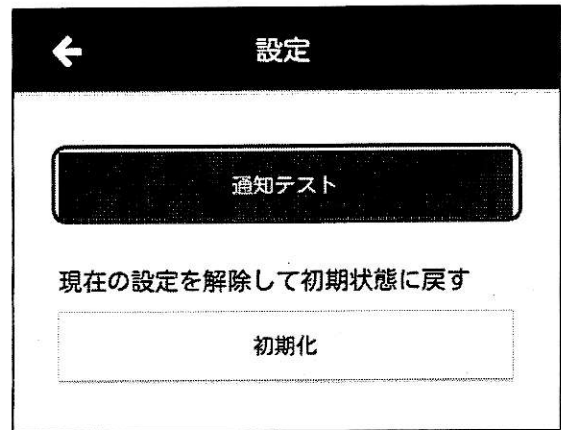 設定
通知テスト
現在の設定を解除して初期状態に戻す
初期化